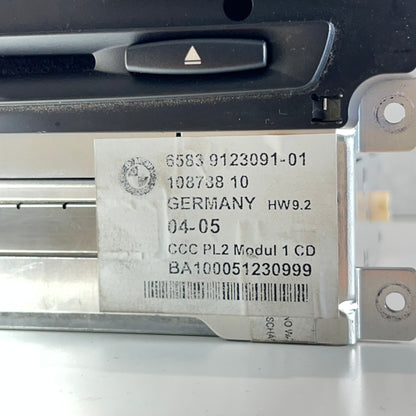 6583 9123091-01
108738 10
GERMANY HW9.2
04-05
CCC PL2 Modul 1 CD
BA100051230999